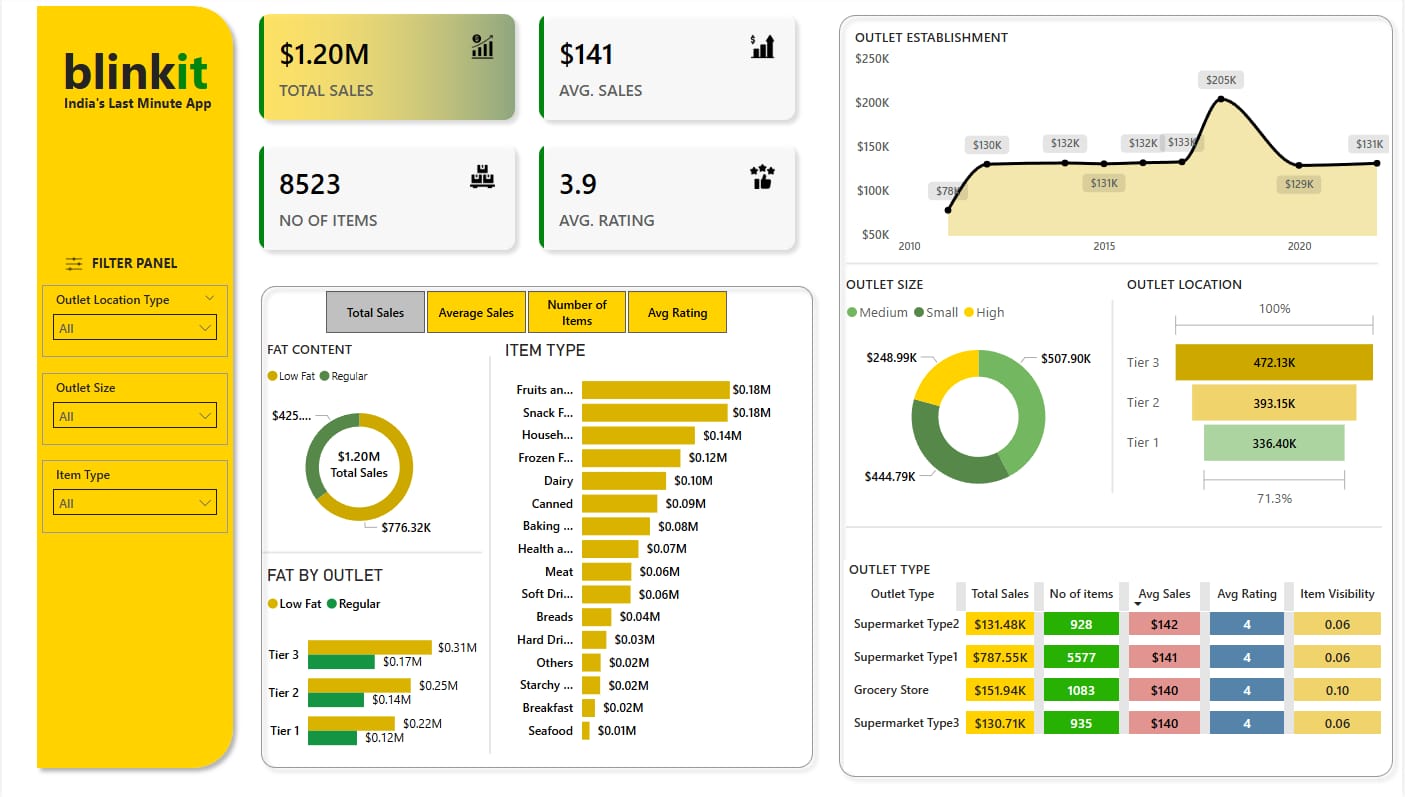 blinkit
India's Last Minute App
FILTER PANEL
Outlet Location Type
All
Outlet Size
All
Item Type
All
$1.20M
TOTAL SALES
$141
AVG. SALES
8523
NO OF ITEMS
3.9
AVG. RATING
Total Sales
Average Sales
Number of
Items
Avg Rating
FAT CONTENT
Low Fat Regular
$425....
$1.20M
Total Sales
$776.32K
FAT BY OUTLET
Low Fat Regular
Tier 3 $0.31M
$0.17M
Tier 2 $0.25M
$0.14M
Tier 1 $0.22M
$0.12M
ITEM TYPE
Fruits an... $0.18M
Snack F... $0.18M
Househ... $0.14M
Frozen F... $0.12M
Dairy $0.10M
Canned $0.09M
Baking ... $0.08M
Health a... $0.07M
Meat $0.06M
Soft Dri... $0.06M
Breads $0.04M
Hard Dri... $0.03M
Others $0.02M
Starchy ... $0.02M
Breakfast $0.02M
Seafood $0.01M
OUTLET ESTABLISHMENT
$250K
$200K
$150K
$100K
$50K
$78K
$130K
$132K
$131K
$132K
$133K
$205K
$129K
$131K
2010 2015 2020
OUTLET SIZE
Medium Small High
$248.99K
$507.90K
$444.79K
OUTLET LOCATION
100%
Tier 3 472.13K
Tier 2 393.15K
Tier 1 336.40K
71.3%
OUTLET TYPE
Outlet Type Total Sales No of items Avg Sales Avg Rating Item Visibility
Supermarket Type2 $131.48K 928 $142 4 0.06
Supermarket Type1 $787.55K 5577 $141 4 0.06
Grocery Store $151.94K 1083 $140 4 0.10
Supermarket Type3 $130.71K 935 $140 4 0.06